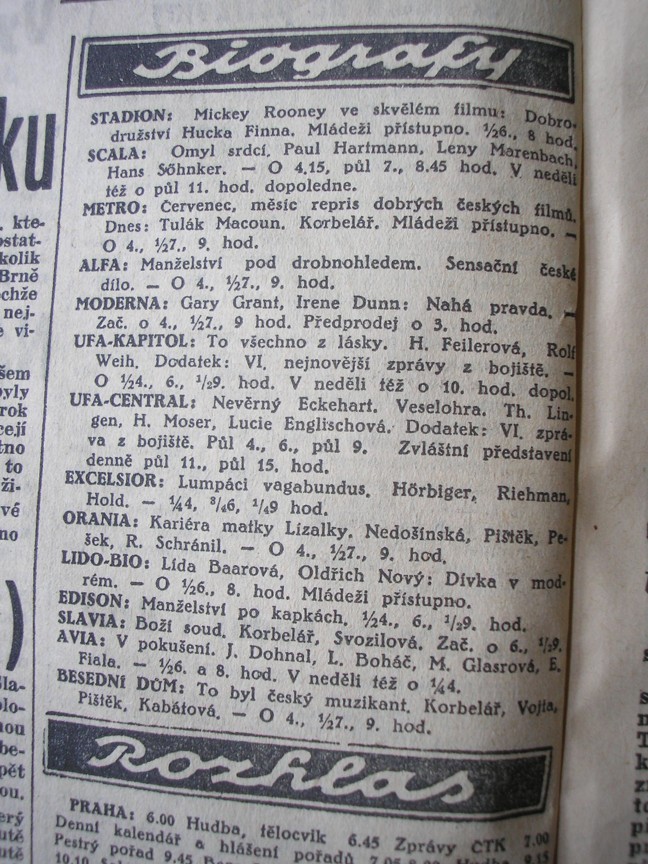 Biografy
STADION: Mickey Rooney ve skvělém filmu: Dobro-
družství Hucka Finna. Mládeži přístupno. ½6., 8 hod.
SCALA: Omyl srdcí. Paul Hartmann, Leny Marenbach,
Hans Söhnker. — O 4.15, půl 7., 8.45 hod. V neděli
též o půl 11. hod. dopoledne.
METRO: Červenec, měsíc repris dobrých českých filmů.
Dnes: Tulák Macoun. Korbelář. Mládeži přístupno. —
O 4., ½7., 9. hod.
ALFA: Manželství pod drobnohledem. Sensační české
dílo. — O 4., ½7., 9. hod.
MODERNA: Gary Grant, Irene Dunn: Nahá pravda. —
Zač. o 4., ½7., 9 hod. Předprodej o 3. hod.
UFA-KAPITOL: To všechno z lásky. H. Feilerová, Rolf
Weih. Dodatek: VI. nejnovější zprávy z bojiště. —
O ½4., 6., ½9. hod. V neděli též o 10. hod. dopol.
UFA-CENTRAL: Nevěrný Eckehart. Veselohra. Th. Lin-
gen, H. Moser, Lucie Englischová. Dodatek: VI. zprá-
va z bojiště. Půl 4., 6., půl 9. Zvláštní představení
denně půl 11., půl 15. hod.
EXCELSIOR: Lumpáci vagabundus. Hörbiger, Riehman,
Hold. — ¼4, ¾46, ¼9 hod.
ORANIA: Kariéra matky Lízalky. Nedošínská, Pištěk, Pe-
šek, R. Schránil. — O 4., ½7., 9. hod.
LIDO-BIO: Lída Baarová, Oldřich Nový: Dívka v mod-
rém. — O ½6., 8. hod. Mládeži přístupno.
EDISON: Manželství po kapkách. ½4., 6., ½9. hod.
SLAVIA: Boží soud. Korbelář, Svozilová. Zač. o 6., ½9.
AVIA: V pokušení. J. Dohnal, L. Boháč, M. Glasrová, E.
Fiala. — ½6. a 8. hod. V neděli též o ¼4.
BESEDNÍ DŮM: To byl český muzikant. Korbelář, Vojta,
Pištěk, Kabátová. — O 4., ½7., 9. hod.
Rozhlas
PRAHA: 6.00 Hudba, tělocvik 6.45 Zprávy ČTK 7.00
Denní kalendář a hlášení pořadů
Pestrý pořad 9.45